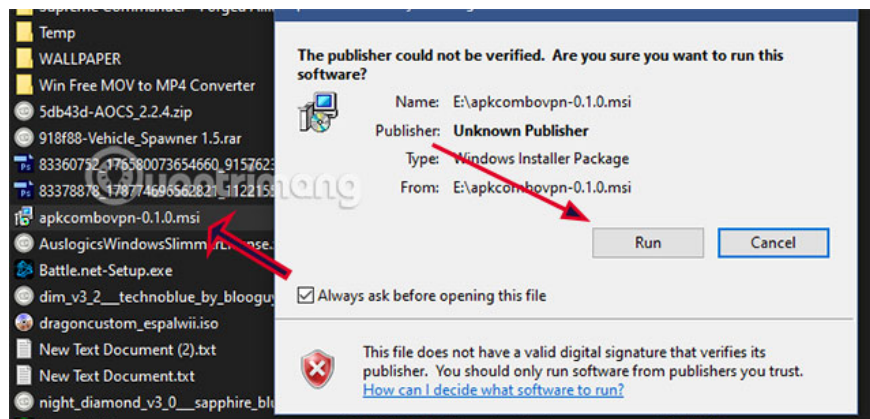 Temp
WALLPAPER
Win Free MOV to MP4 Converter
5db43d-AOCS_2.2.4.zip
918f88-Vehicle_Spawner 1.5.rar
83360752_176580073654660_9157623
83378878_178774696562821_1122155
apkcombovpn-0.1.0.msi
Battle.net-Setup.exe
dim_v3_2__technoblue_by_bloogu
dragoncustom_espalwii.iso
New Text Document (2).txt
New Text Document.txt
night_diamond_v3_0__sapphire_blu
Quantrimang
The publisher could not be verified. Are you sure you want to run this
software?
Name: E:\apkcombovpn-0.1.0.msi
Publisher: Unknown Publisher
Type: Windows Installer Package
From: E:\apkcombovpn-0.1.0.msi
Run Cancel
Always ask before opening this file
This file does not have a valid digital signature that verifies its
publisher. You should only run software from publishers you trust.
How can I decide what software to run?